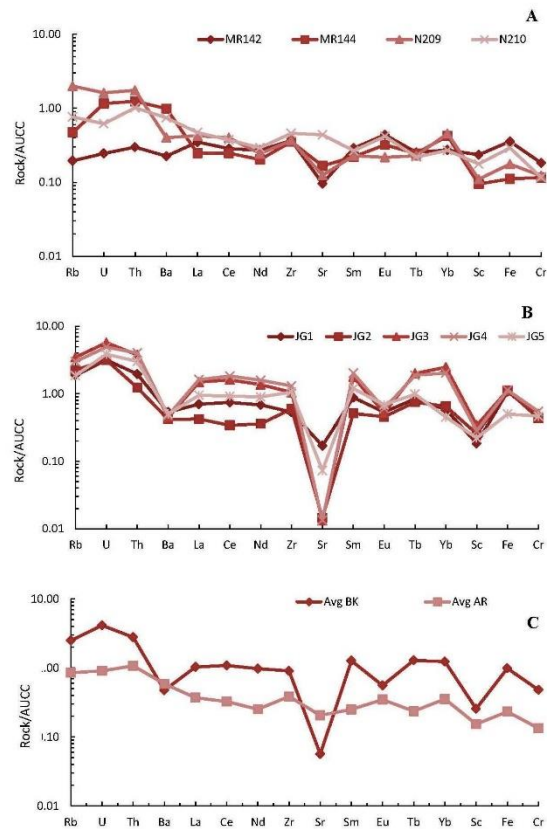 A
MR142 MR144 N209 N210
10.00
1.00
0.10
0.01
Rock/AUCC
Rb U Th Ba La Ce Nd Zr Sr Sm Eu Tb Yb Sc Fe Cr
B
JG1 JG2 JG3 JG4 JG5
10.00
1.00
0.10
0.01
Rock/AUCC
Rb U Th Ba La Ce Nd Zr Sr Sm Eu Tb Yb Sc Fe Cr
Avg BK Avg AR
C
10.00
.00
0.10
0.01
Rock/AUCC
Rb U Th Ba La Ce Nd Zr Sr Sm Eu Tb Yb Sc Fe Cr